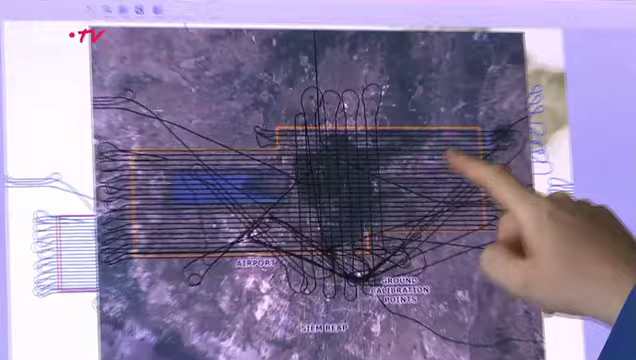 TV
AIRPORT
GROUND
CALIBRATION
POINTS
SIEM REAP